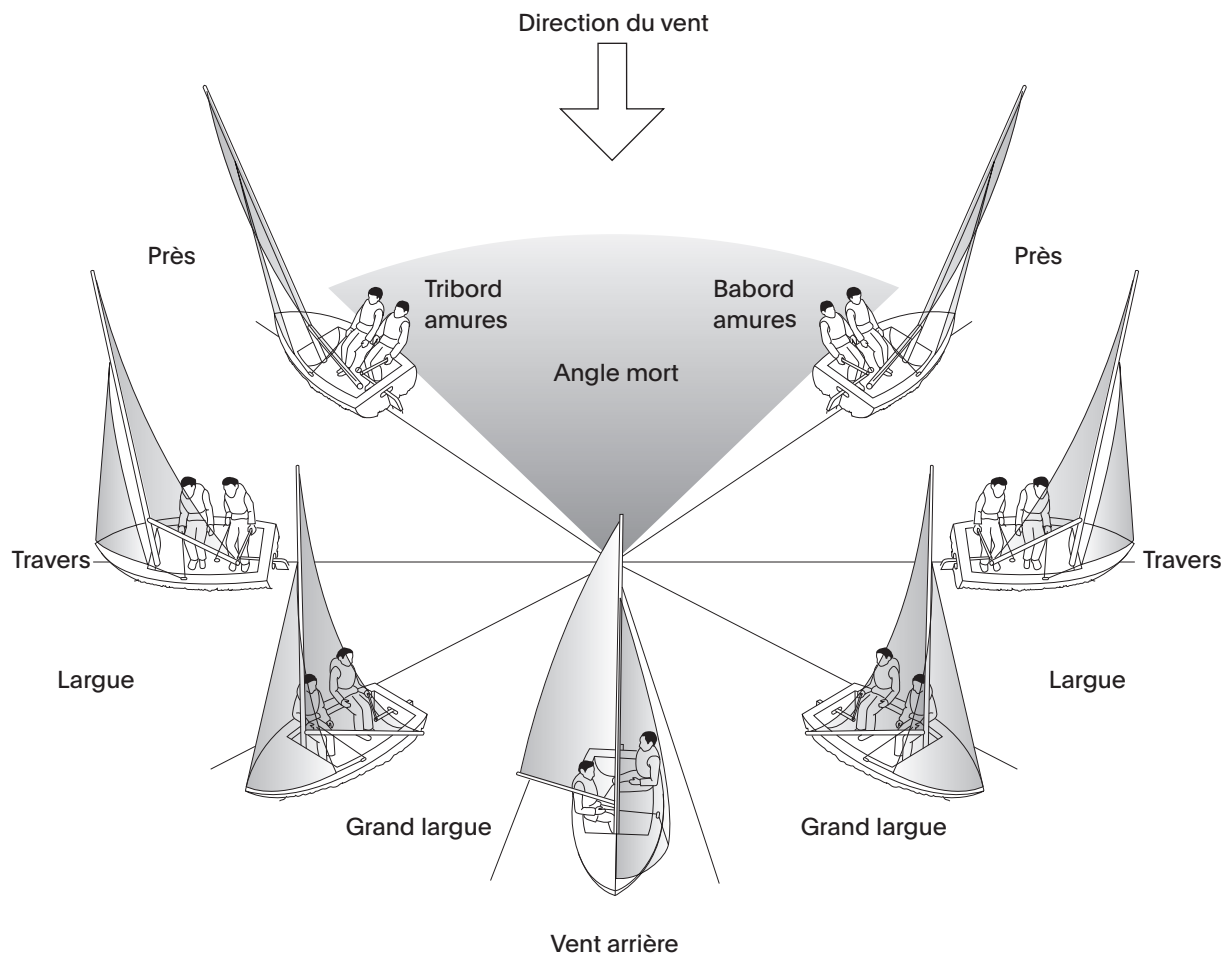 Direction du vent
Près
Près
Tribord
amures
Babord
amures
Angle mort
Travers
Travers
Largue
Largue
Grand largue
Grand largue
Vent arrière